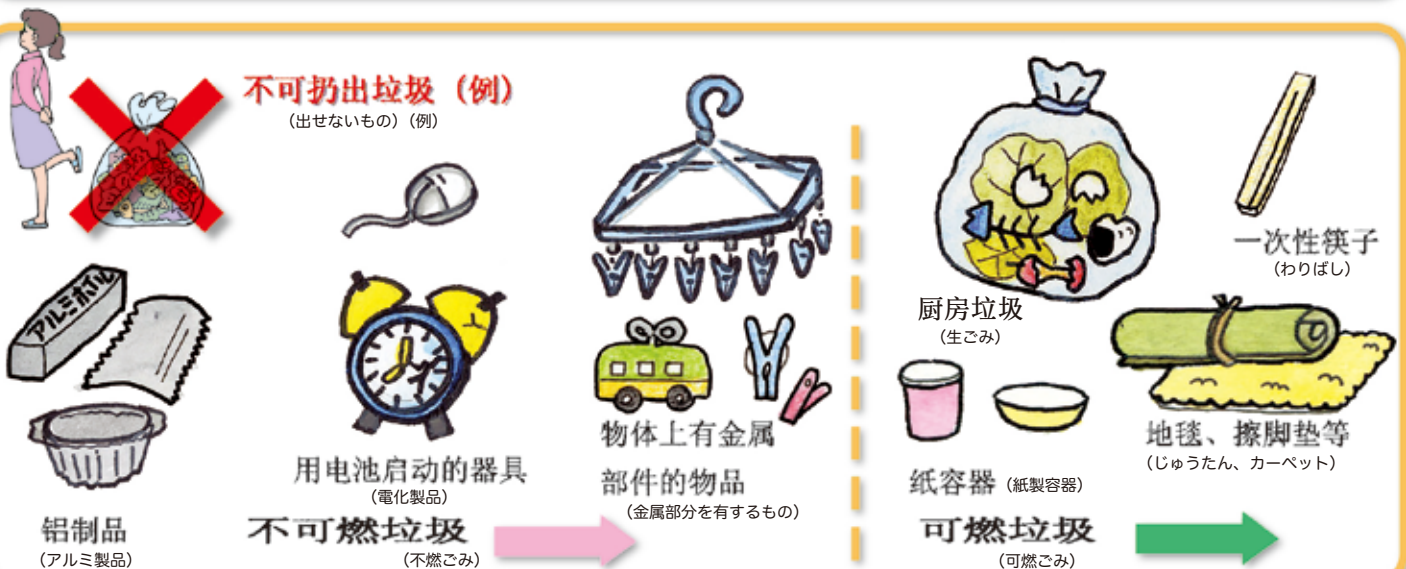 不可扔出垃圾（例）
（出せないもの）（例）
アルミホイル
铝制品
（アルミ製品）
用电池启动的器具
（電化製品）
物体上有金属
部件的物品
（金属部分を有するもの）
不可燃垃圾
（不燃ごみ）
厨房垃圾
（生ごみ）
一次性筷子
（わりばし）
纸容器（紙製容器）
地毯、擦脚垫等
（じゅうたん、カーペット）
可燃垃圾
（可燃ごみ）